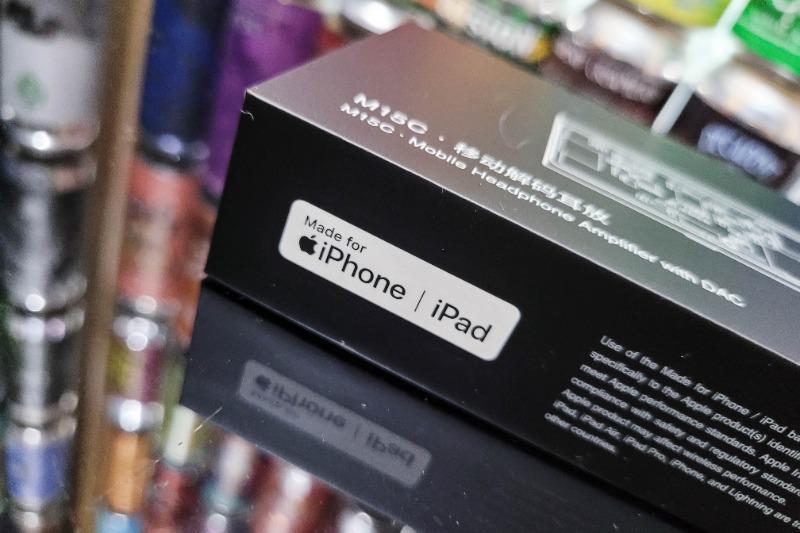 M15C · 移动解码耳放
M15C · Mobile Headphone Amplifier with DAC
Made for
iPhone | iPad
Use of the Made for iPhone / iPad
specifically to the Apple product(s)
meet Apple performance standards. Apple
compliance with safety and regulatory
Apple product may affect wireless performance.
iPad, iPad Air, iPad Pro, iPhone, and Lightning are
other countries.